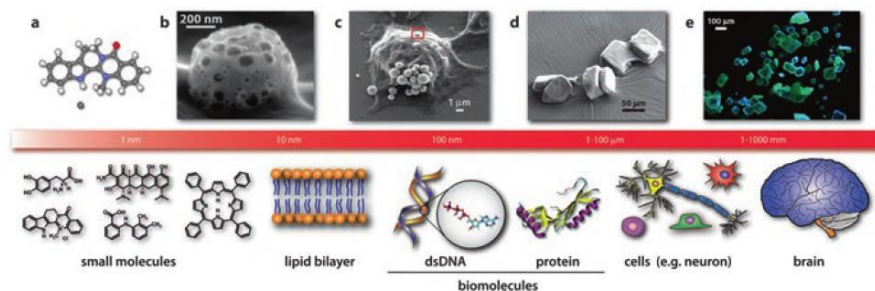 a
b
200 nm
c
1 µm
d
50 µm
e
100 µm
1 nm
10 nm
100 nm
1-100 µm
1-1000 mm
small molecules
lipid bilayer
dsDNA
protein
cells (e.g. neuron)
brain
biomolecules